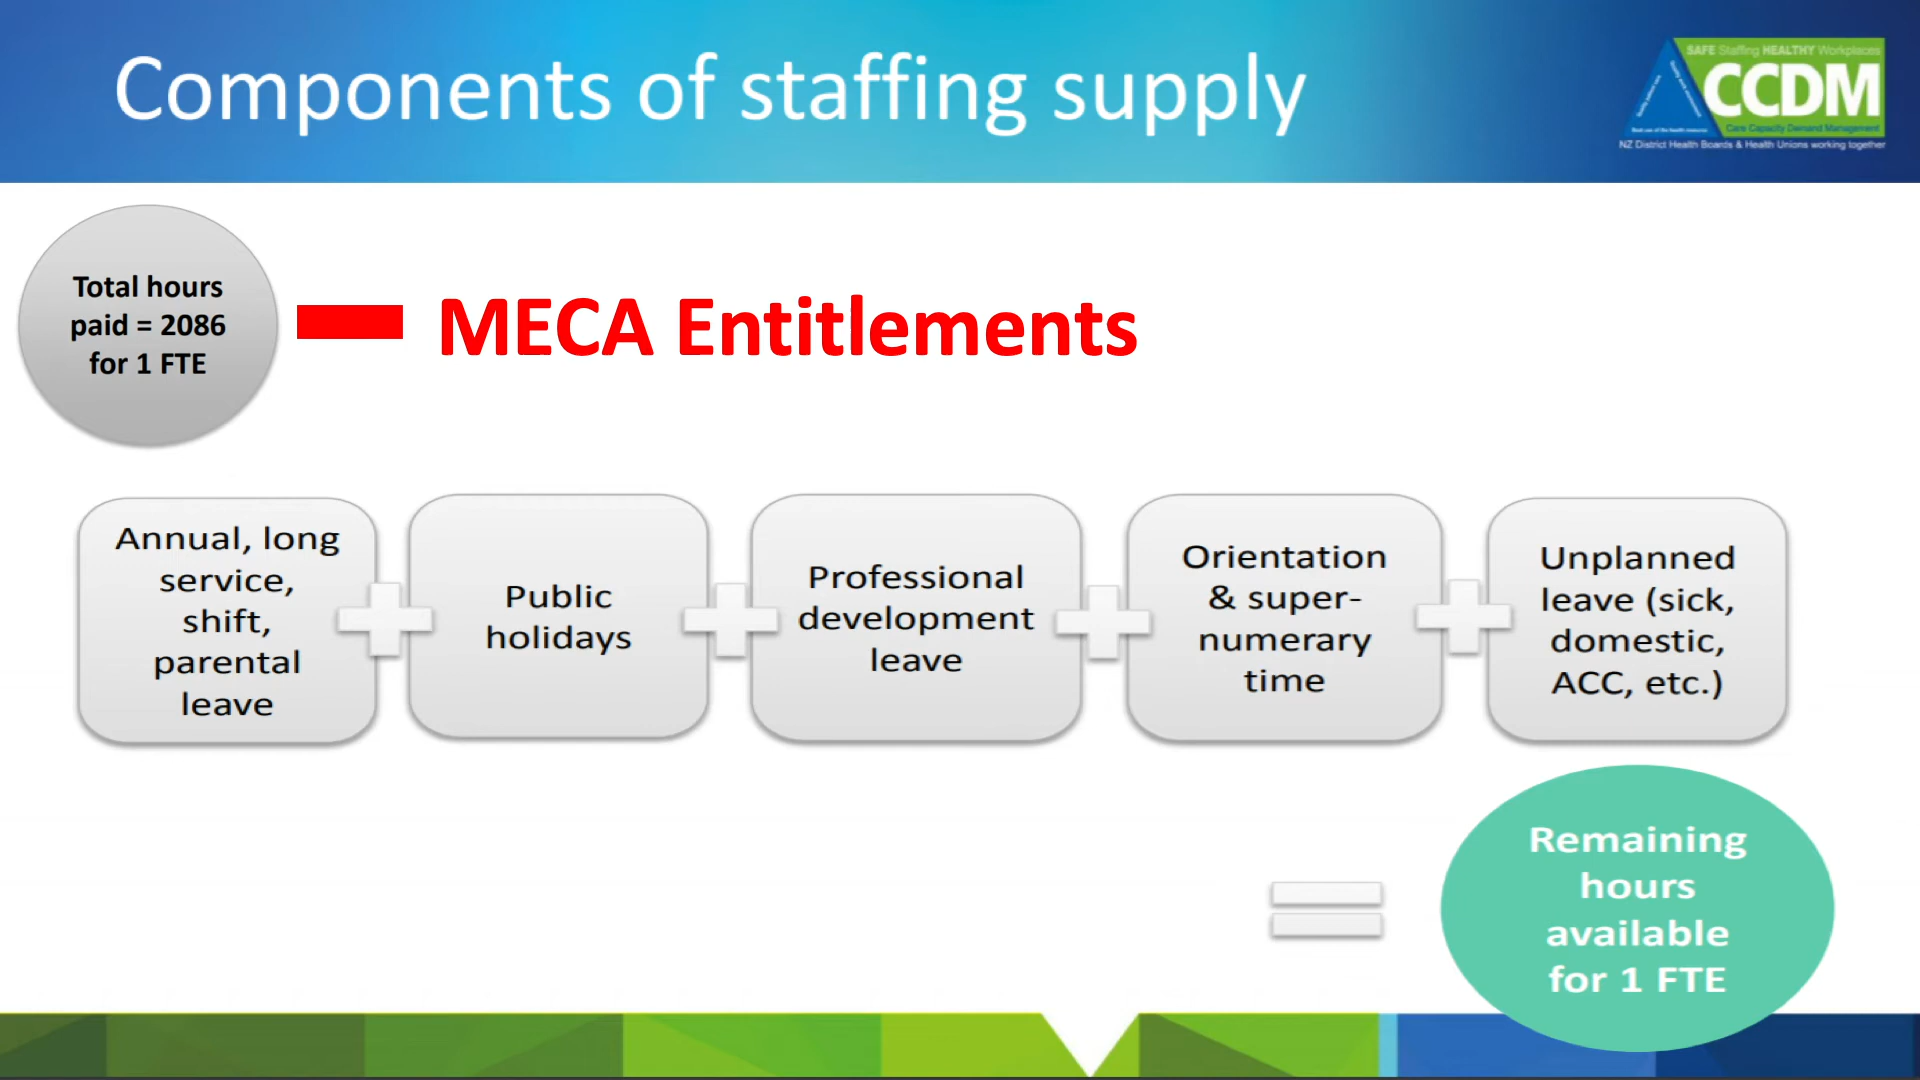 Components of staffing supply
SAFE Staffing HEALTHY Workplaces
CCDM
Care Capacity Demand Management
NZ District Health Boards & Health Unions working together
Total hours
paid = 2086
for 1 FTE
MECA Entitlements
Annual, long
service,
shift,
parental
leave
Public
holidays
Professional
development
leave
Orientation
& super-
numerary
time
Unplanned
leave (sick,
domestic,
ACC, etc.)
Remaining
hours
available
for 1 FTE